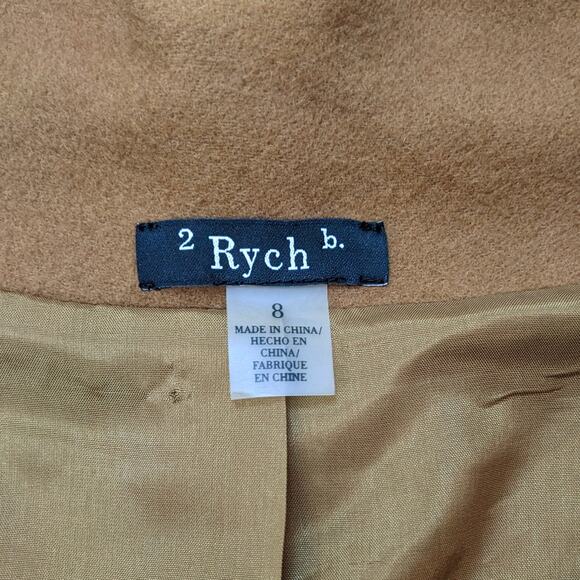 2 Rych b.
8
MADE IN CHINA/
HECHO EN
CHINA/
FABRIQUE
EN CHINE